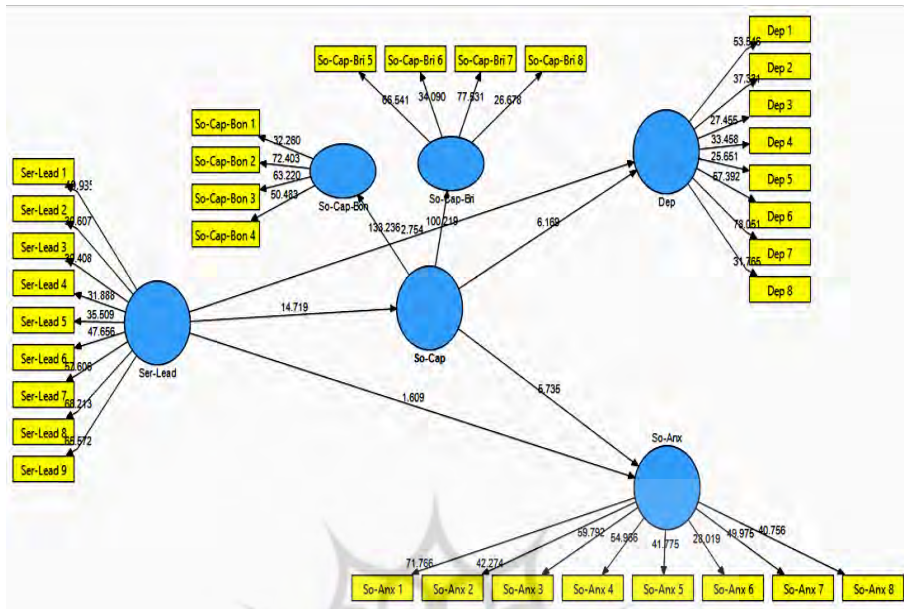 So-Cap-Bri 5
So-Cap-Bri 6
So-Cap-Bri 7
So-Cap-Bri 8
66.541
34.090
77.531
26.678
So-Cap-Bri
So-Cap-Bon 1
So-Cap-Bon 2
So-Cap-Bon 3
So-Cap-Bon 4
32.260
72.403
63.220
50.483
So-Cap-Bon
Dep 1
Dep 2
Dep 3
Dep 4
Dep 5
Dep 6
Dep 7
Dep 8
27.455
33.458
25.651
57.392
78.051
31.765
Dep
Ser-Lead 1
Ser-Lead 2
Ser-Lead 3
Ser-Lead 4
Ser-Lead 5
Ser-Lead 6
Ser-Lead 7
Ser-Lead 8
Ser-Lead 9
31.888
35.509
47.656
Ser-Lead
133.236
2.754
100.219
6.169
14.719
So-Cap
1.609
5.735
So-Anx
71.766
42.274
59.792
54.966
41.775
28.019
49.975
40.756
So-Anx 1
So-Anx 2
So-Anx 3
So-Anx 4
So-Anx 5
So-Anx 6
So-Anx 7
So-Anx 8